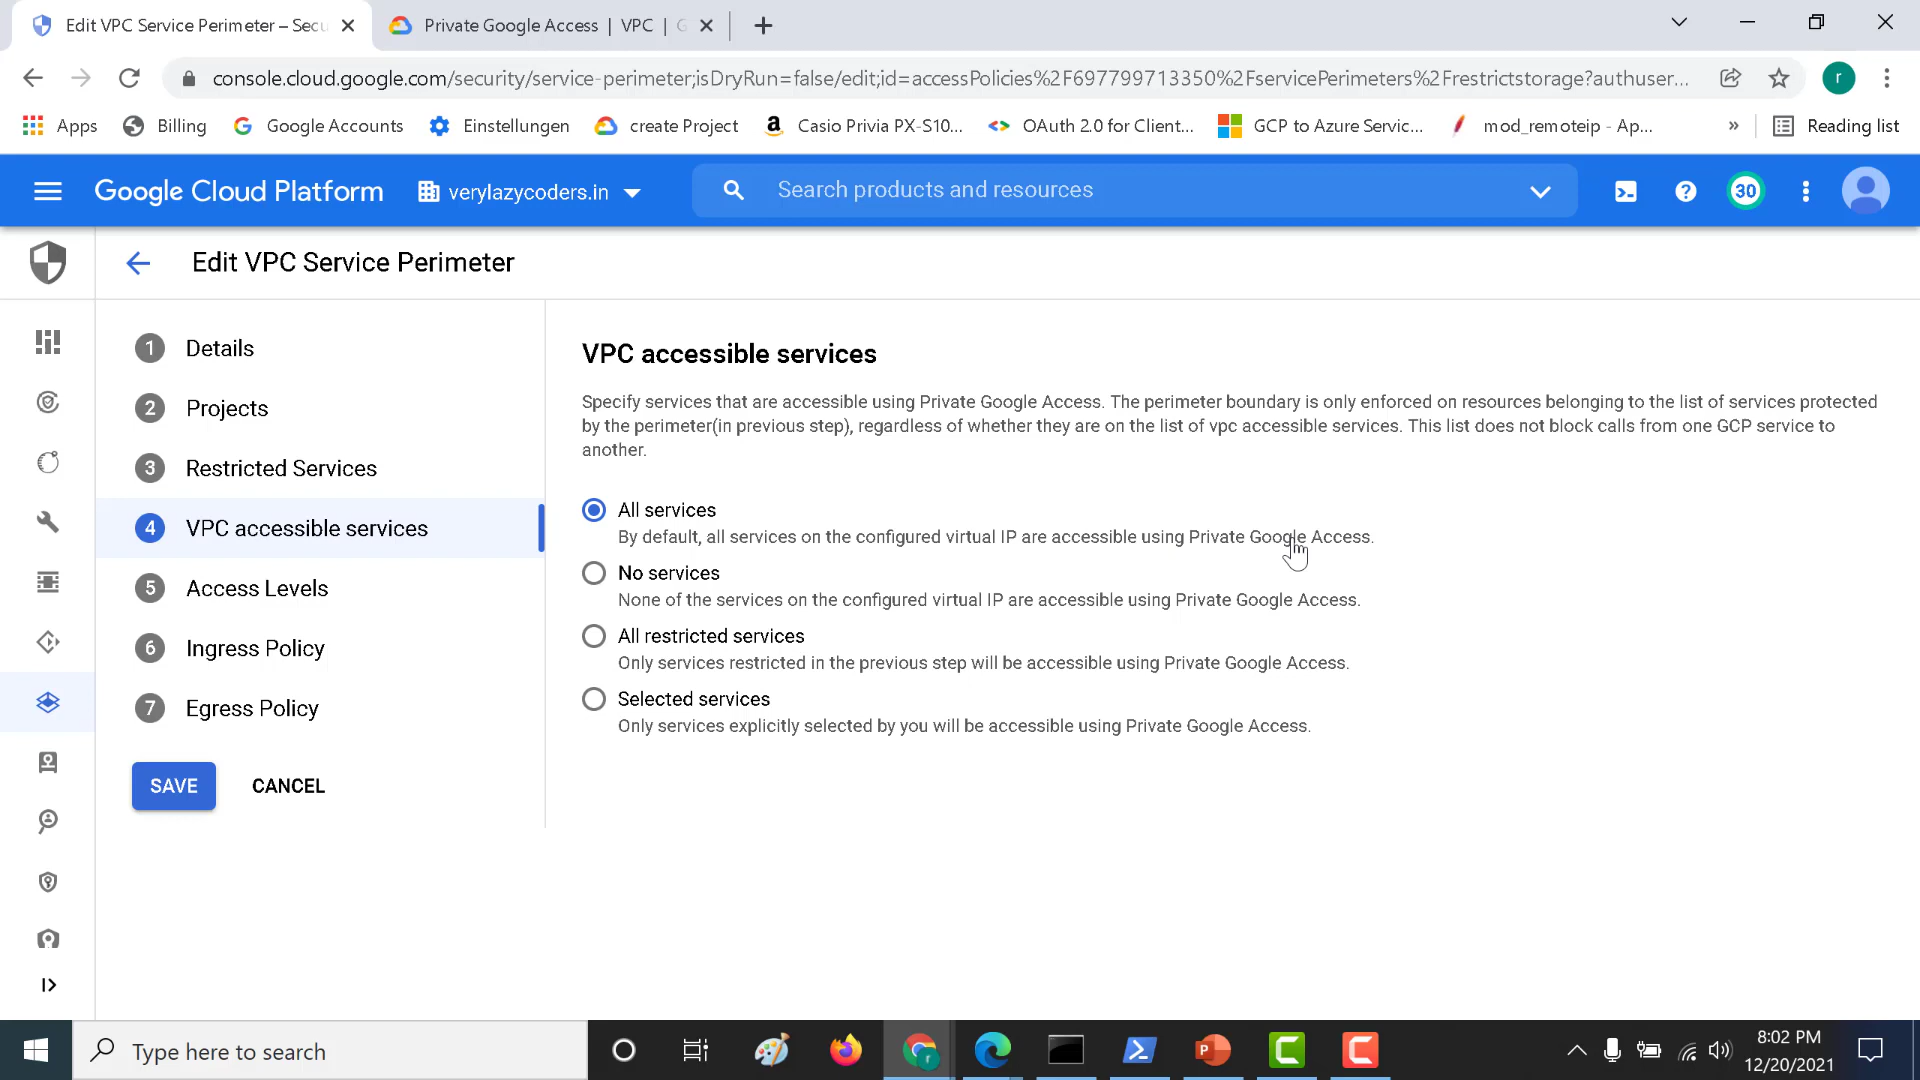 Edit VPC Service Perimeter – Secu
Private Google Access | VPC | G
console.cloud.google.com/security/service-perimeter;isDryRun=false/edit;id=accessPolicies%2F697799713350%2FservicePerimeters%2Frestrictstorage?authuser...
r
Apps
Billing
Google Accounts
Einstellungen
create Project
Casio Privia PX-S10...
OAuth 2.0 for Client...
GCP to Azure Servic...
mod_remoteip - Ap...
»
Reading list
Google Cloud Platform
verylazycoders.in
Search products and resources
30
Edit VPC Service Perimeter
1 Details
2 Projects
3 Restricted Services
4 VPC accessible services
5 Access Levels
6 Ingress Policy
7 Egress Policy
SAVE
CANCEL
VPC accessible services
Specify services that are accessible using Private Google Access. The perimeter boundary is only enforced on resources belonging to the list of services protected
by the perimeter(in previous step), regardless of whether they are on the list of vpc accessible services. This list does not block calls from one GCP service to
another.
All services
By default, all services on the configured virtual IP are accessible using Private Google Access.
No services
None of the services on the configured virtual IP are accessible using Private Google Access.
All restricted services
Only services restricted in the previous step will be accessible using Private Google Access.
Selected services
Only services explicitly selected by you will be accessible using Private Google Access.
Type here to search
8:02 PM
12/20/2021